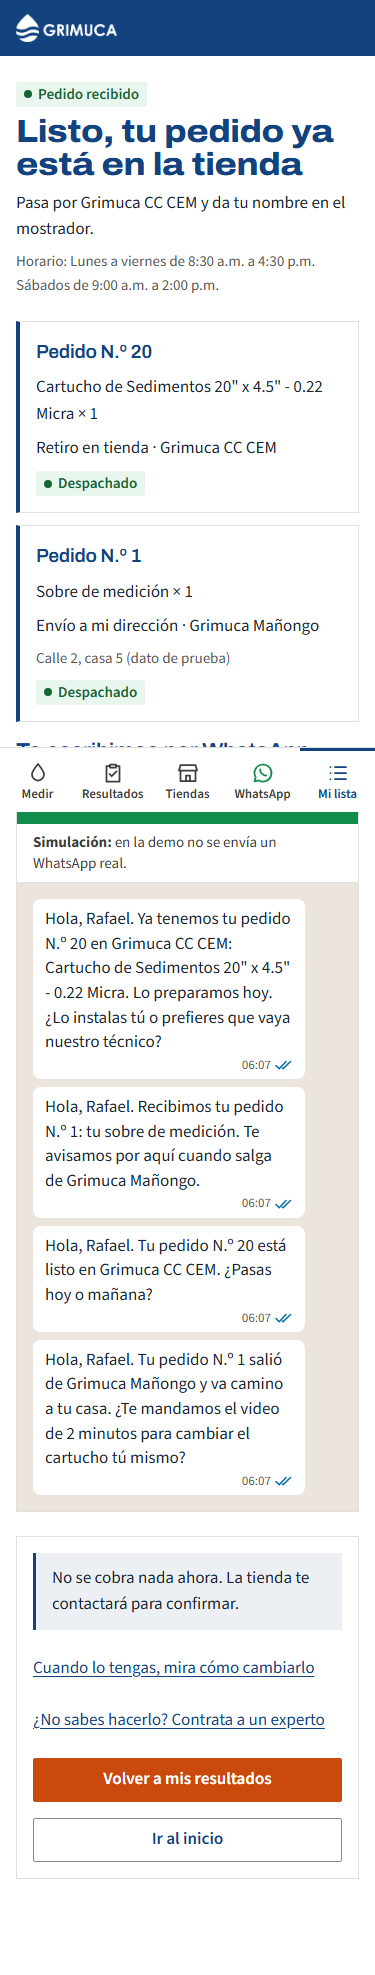 GRIMUCA
Pedido recibido
Listo, tu pedido ya
está en la tienda
Pasa por Grimuca CC CEM y da tu nombre en el
mostrador.
Horario: Lunes a viernes de 8:30 a.m. a 4:30 p.m.
Sábados de 9:00 a.m. a 2:00 p.m.
Pedido N.º 20
Cartucho de Sedimentos 20" x 4.5" - 0.22
Micra × 1
Retiro en tienda · Grimuca CC CEM
Despachado
Pedido N.º 1
Sobre de medición × 1
Envío a mi dirección · Grimuca Mañongo
Calle 2, casa 5 (dato de prueba)
Despachado
Te escribimos por WhatsApp
Medir
Resultados
Tiendas
WhatsApp
Mi lista
Simulación: en la demo no se envía un
WhatsApp real.
Hola, Rafael. Ya tenemos tu pedido
N.º 20 en Grimuca CC CEM:
Cartucho de Sedimentos 20" x 4.5"
- 0.22 Micra. Lo preparamos hoy.
¿Lo instalas tú o prefieres que vaya
nuestro técnico?
06:07
Hola, Rafael. Recibimos tu pedido
N.º 1: tu sobre de medición. Te
avisamos por aquí cuando salga
de Grimuca Mañongo.
06:07
Hola, Rafael. Tu pedido N.º 20 está
listo en Grimuca CC CEM. ¿Pasas
hoy o mañana?
06:07
Hola, Rafael. Tu pedido N.º 1 salió
de Grimuca Mañongo y va camino
a tu casa. ¿Te mandamos el video
de 2 minutos para cambiar el
cartucho tú mismo?
06:07
No se cobra nada ahora. La tienda te
contactará para confirmar.
Cuando lo tengas, mira cómo cambiarlo
¿No sabes hacerlo? Contrata a un experto
Volver a mis resultados
Ir al inicio